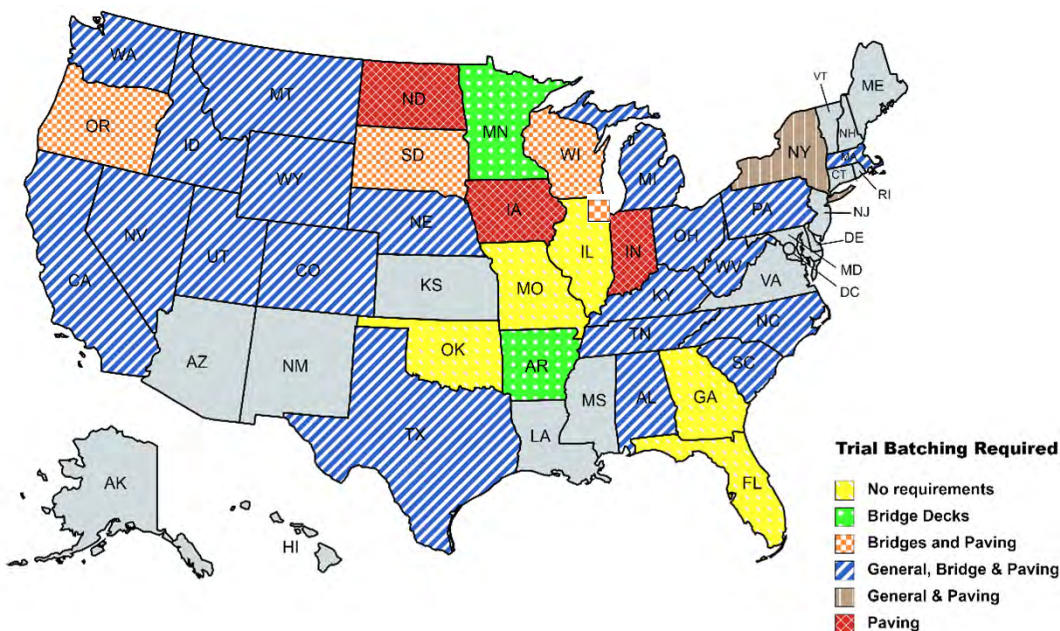 WA
MT
ND
MN
VT
ME
OR
ID
SD
WI
NH
NY
MA
WY
MI
CT
RI
IA
NE
PA
NJ
NV
UT
CO
IL
IN
OH
DE
CA
KS
MO
WV
MD
KY
VA
DC
NC
TN
AZ
NM
OK
AR
SC
MS
AL
GA
TX
LA
Trial Batching Required
FL
No requirements
AK
Bridge Decks
HI
Bridges and Paving
General, Bridge & Paving
General & Paving
Paving